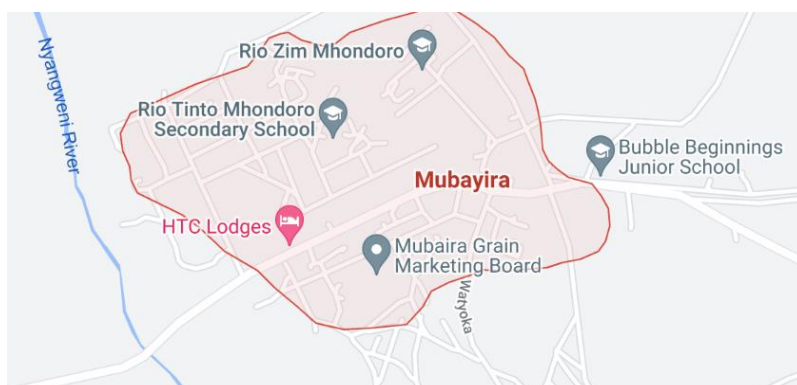 Rio Zim Mhondoro
Nyangweni River
Rio Tinto Mhondoro
Secondary School
Bubble Beginnings
Junior School
Mubayira
HTC Lodges
Mubaira Grain
Marketing Board
Watyoka